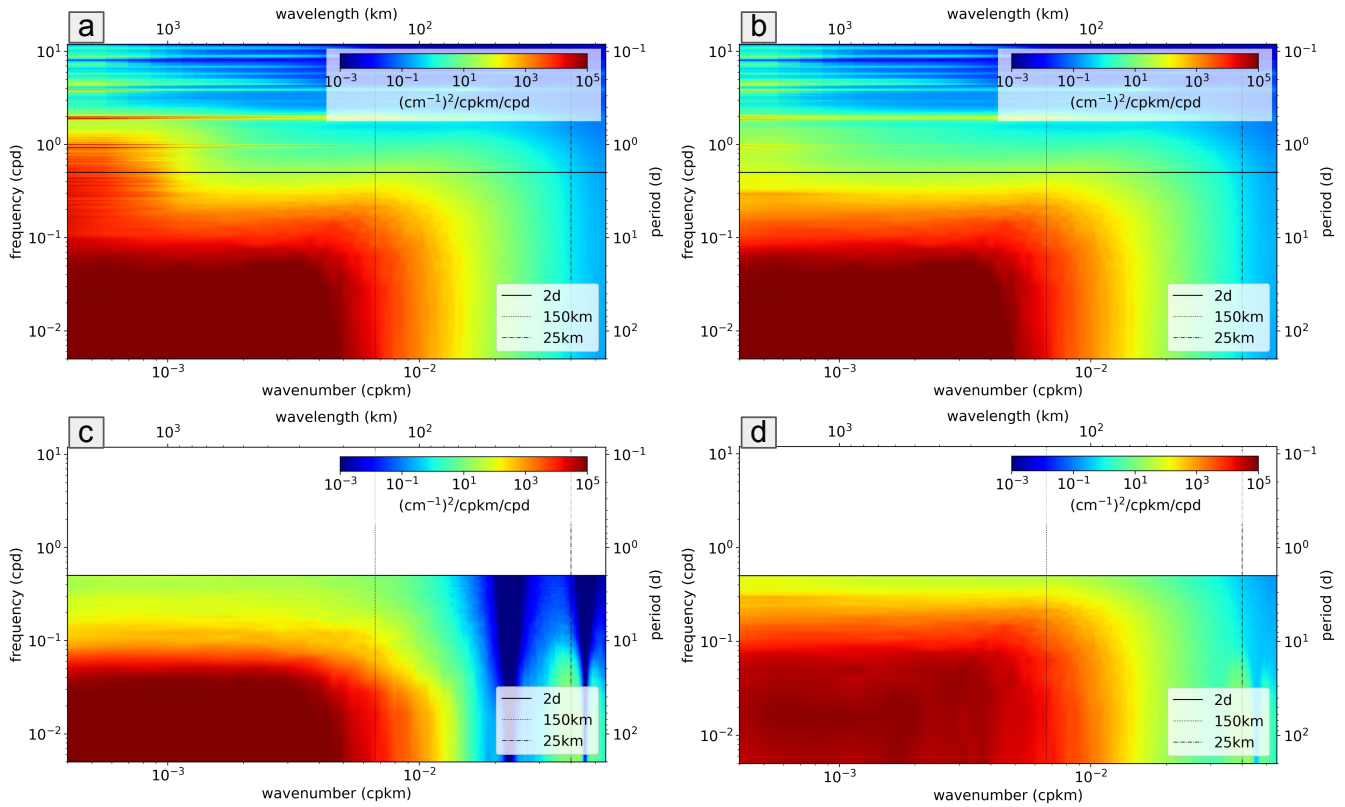 a
wavelength (km)
10³ 10²
10¹ 10⁰ 10⁻¹ 10⁻²
frequency (cpd)
10⁻¹ 10⁰ 10¹ 10²
period (d)
10⁻³ 10⁻¹ 10¹ 10³ 10⁵
(cm⁻¹)²/cpkm/cpd
2d
150km
25km
10⁻³ 10⁻²
wavenumber (cpkm)
b
wavelength (km)
10³ 10²
10¹ 10⁰ 10⁻¹ 10⁻²
frequency (cpd)
10⁻¹ 10⁰ 10¹ 10²
period (d)
10⁻³ 10⁻¹ 10¹ 10³ 10⁵
(cm⁻¹)²/cpkm/cpd
2d
150km
25km
10⁻³ 10⁻²
wavenumber (cpkm)
c
wavelength (km)
10³ 10²
10¹ 10⁰ 10⁻¹ 10⁻²
frequency (cpd)
10⁻¹ 10⁰ 10¹ 10²
period (d)
10⁻³ 10⁻¹ 10¹ 10³ 10⁵
(cm⁻¹)²/cpkm/cpd
2d
150km
25km
10⁻³ 10⁻²
wavenumber (cpkm)
d
wavelength (km)
10³ 10²
10¹ 10⁰ 10⁻¹ 10⁻²
frequency (cpd)
10⁻¹ 10⁰ 10¹ 10²
period (d)
10⁻³ 10⁻¹ 10¹ 10³ 10⁵
(cm⁻¹)²/cpkm/cpd
2d
150km
25km
10⁻³ 10⁻²
wavenumber (cpkm)